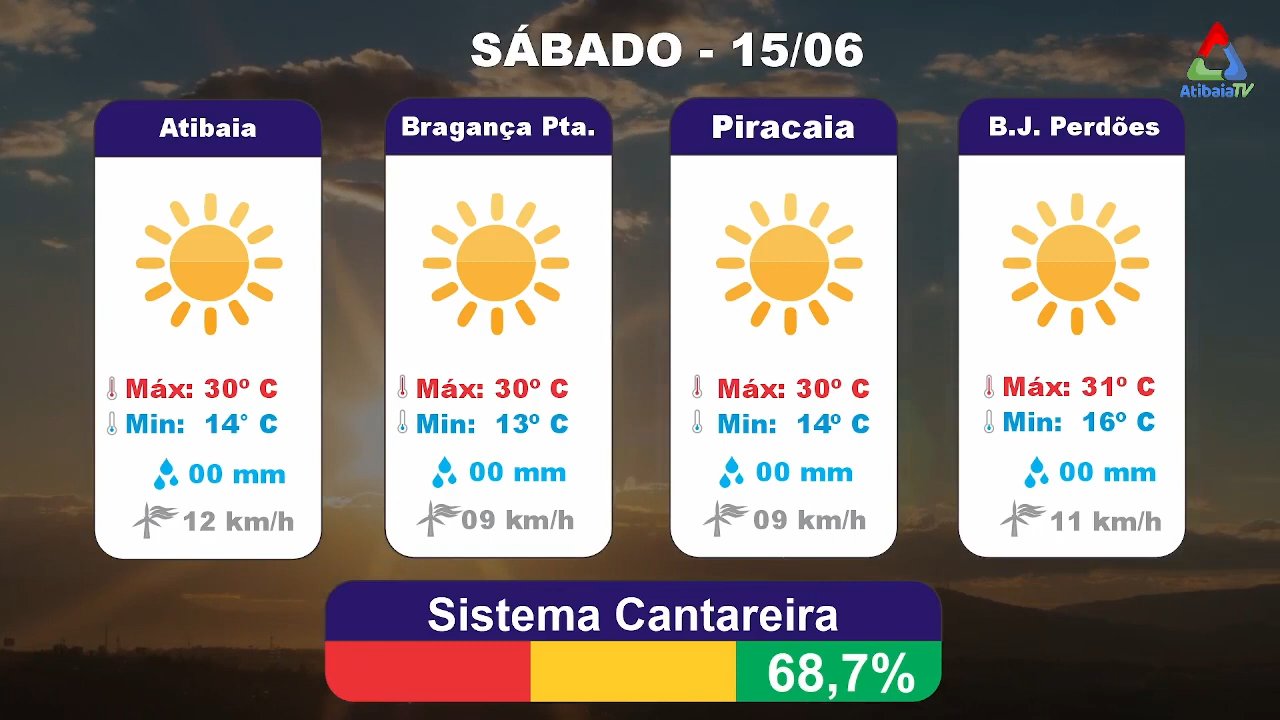 SÁBADO - 15/06
AtibaiaTV
Atibaia
Máx: 30º C
Min: 14° C
00 mm
12 km/h
Bragança Pta.
Máx: 30º C
Min: 13º C
00 mm
09 km/h
Piracaia
Máx: 30º C
Min: 14º C
00 mm
09 km/h
B.J. Perdões
Máx: 31º C
Min: 16º C
00 mm
11 km/h
Sistema Cantareira
68,7%